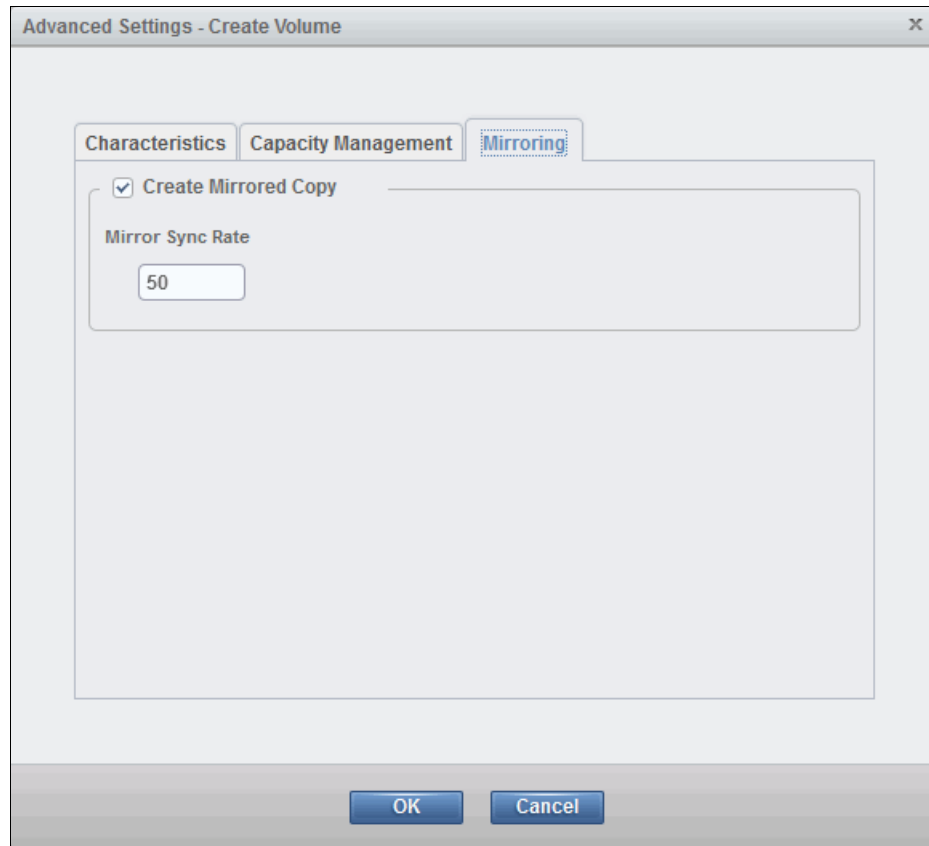 Advanced Settings - Create Volume x
Characteristics Capacity Management Mirroring
Create Mirrored Copy
Mirror Sync Rate
50
OK Cancel